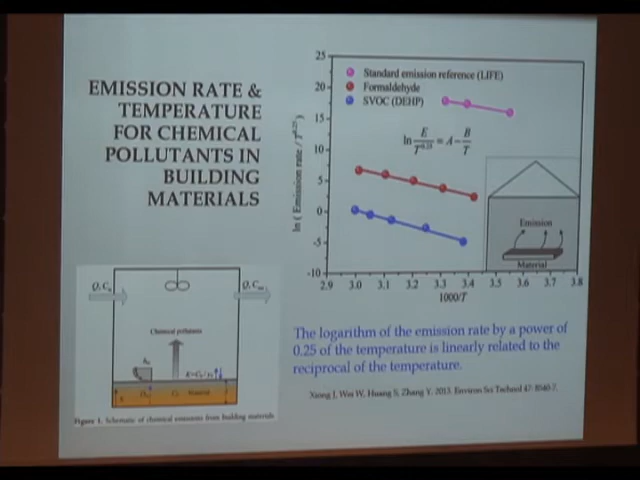 EMISSION RATE &
TEMPERATURE
FOR CHEMICAL
POLLUTANTS IN
BUILDING
MATERIALS
25
20
15
10
5
0
-5
-10
ln ( Emission rate / T^0.25 )
Standard emission reference (LIFE)
Formaldehyde
SVOC (DEHP)
ln E/T^0.25 = A - B/T
Emission
Material
2.9 3.0 3.1 3.2 3.3 3.4 3.5 3.6 3.7 3.8
1000/T
Q, C
Q, C
Chemical pollutants
Material
Figure 1. Schematic of chemical emissions from building materials
The logarithm of the emission rate by a power of
0.25 of the temperature is linearly related to the
reciprocal of the temperature.
Xiong J, Wei W, Huang S, Zhang Y. 2013. Environ Sci Technol 47: 8540-7.